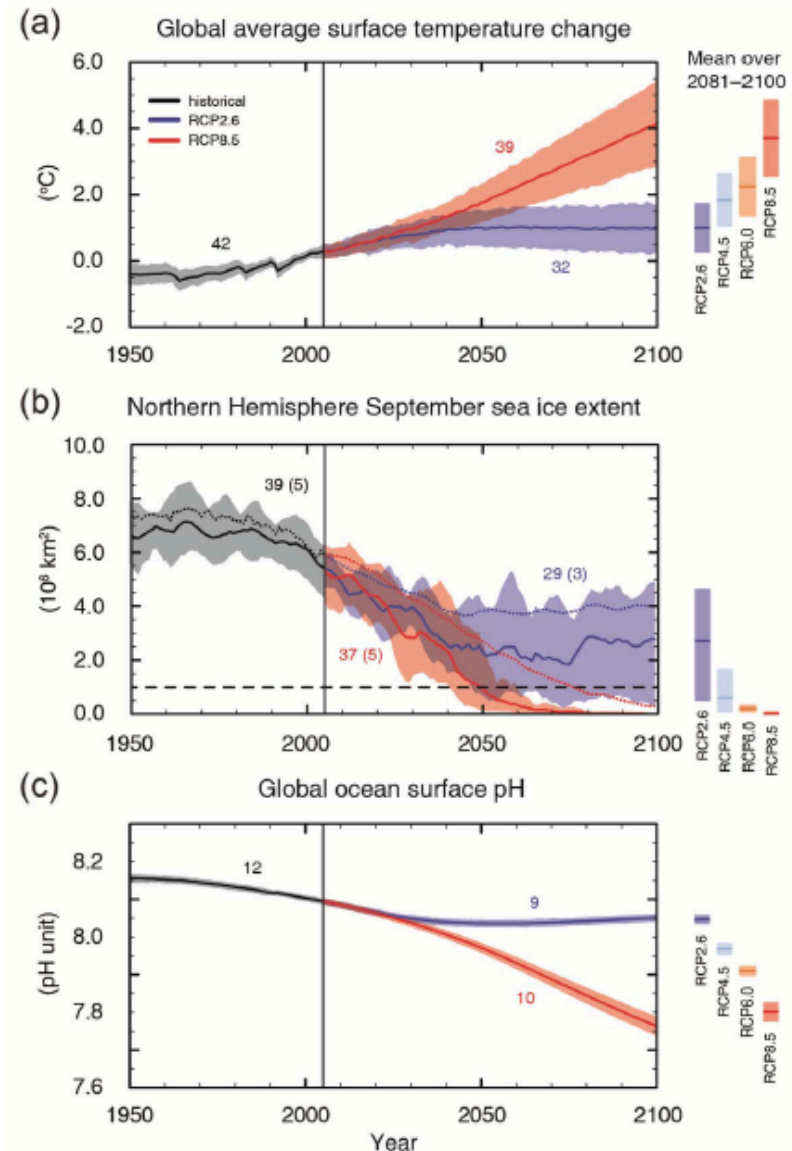 (a)
Global average surface temperature change
6.0
4.0
2.0
0.0
-2.0
(°C)
historical
RCP2.6
RCP8.5
42
39
32
1950
2000
2050
2100
Mean over
2081–2100
RCP2.6
RCP4.5
RCP6.0
RCP8.5
(b)
Northern Hemisphere September sea ice extent
10.0
8.0
6.0
4.0
2.0
0.0
(10⁶ km²)
39 (5)
29 (3)
37 (5)
1950
2000
2050
2100
RCP2.6
RCP4.5
RCP6.0
RCP8.5
(c)
Global ocean surface pH
8.2
8.0
7.8
7.6
(pH unit)
12
9
10
1950
2000
2050
2100
Year
RCP2.6
RCP4.5
RCP6.0
RCP8.5